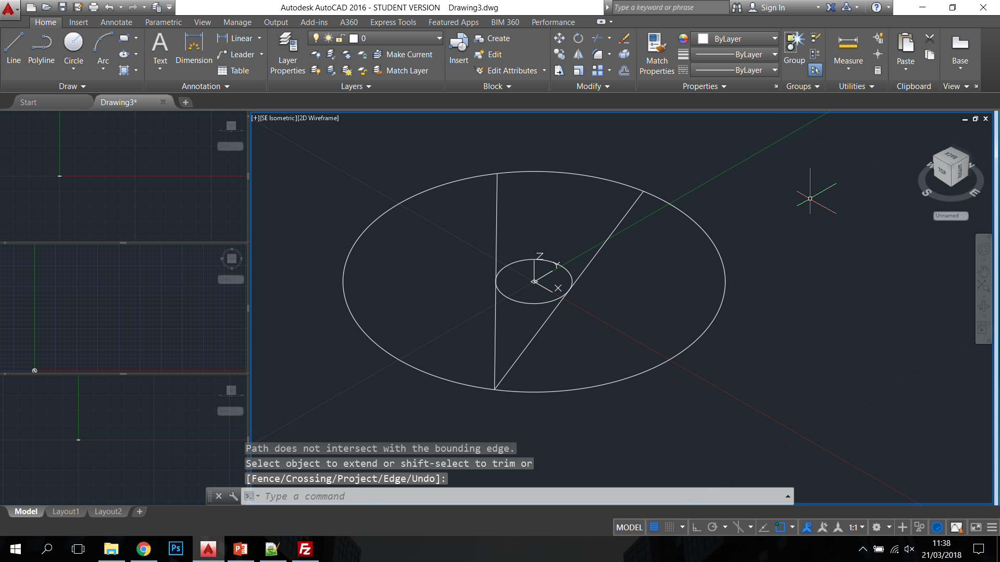 Autodesk AutoCAD 2016 - STUDENT VERSION Drawing3.dwg
Type a keyword or phrase
Sign In
Home Insert Annotate Parametric View Manage Output Add-ins A360 Express Tools Featured Apps BIM 360 Performance
Line
Polyline
Circle
Arc
Text
Dimension
Linear
Leader
Table
Layer
Properties
0
Make Current
Match Layer
Insert
Create
Edit
Edit Attributes
Match
Properties
ByLayer
ByLayer
ByLayer
Group
Measure
Paste
Base
Draw
Annotation
Layers
Block
Modify
Properties
Groups
Utilities
Clipboard
View
Start
Drawing3*
[+][SE Isometric][2D Wireframe]
BACK
TOP
RIGHT
W
N
S
E
Unnamed
N
W
E
S
Z
Y
X
Path does not intersect with the bounding edge.
Select object to extend or shift-select to trim or
[Fence/Crossing/Project/Edge/Undo]:
Type a command
Model
Layout1
Layout2
MODEL
1:1
Ps
Fz
11:38
21/03/2018